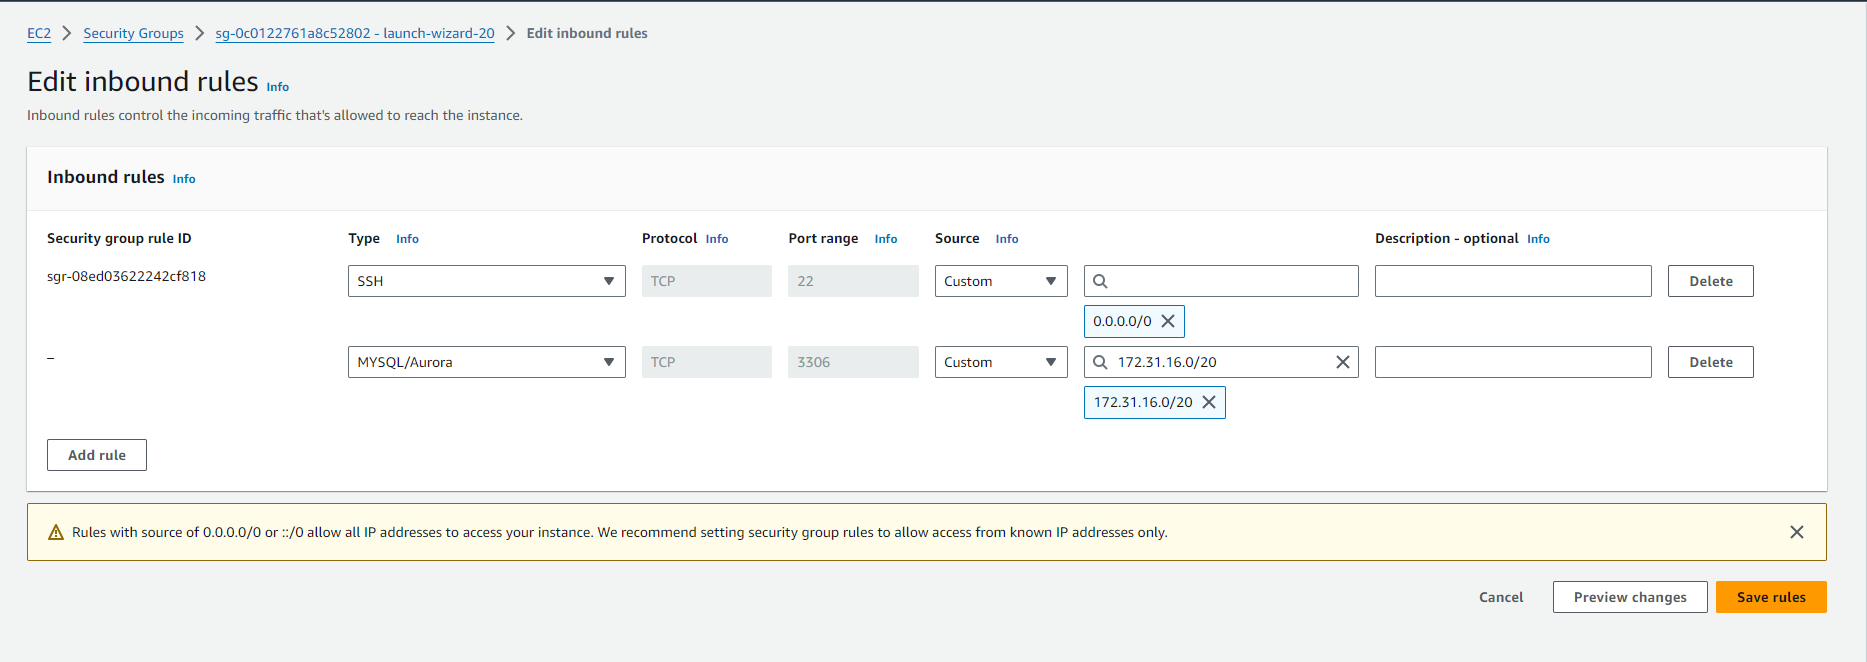 EC2 > Security Groups > sg-0c0122761a8c52802 - launch-wizard-20 > Edit inbound rules
Edit inbound rules Info
Inbound rules control the incoming traffic that's allowed to reach the instance.
Inbound rules Info
Security group rule ID Type Info Protocol Info Port range Info Source Info Description - optional Info
sgr-08ed03622242cf818 SSH TCP 22 Custom Delete
0.0.0.0/0
– MYSQL/Aurora TCP 3306 Custom 172.31.16.0/20 Delete
172.31.16.0/20
Add rule
Rules with source of 0.0.0.0/0 or ::/0 allow all IP addresses to access your instance. We recommend setting security group rules to allow access from known IP addresses only.
Cancel Preview changes Save rules